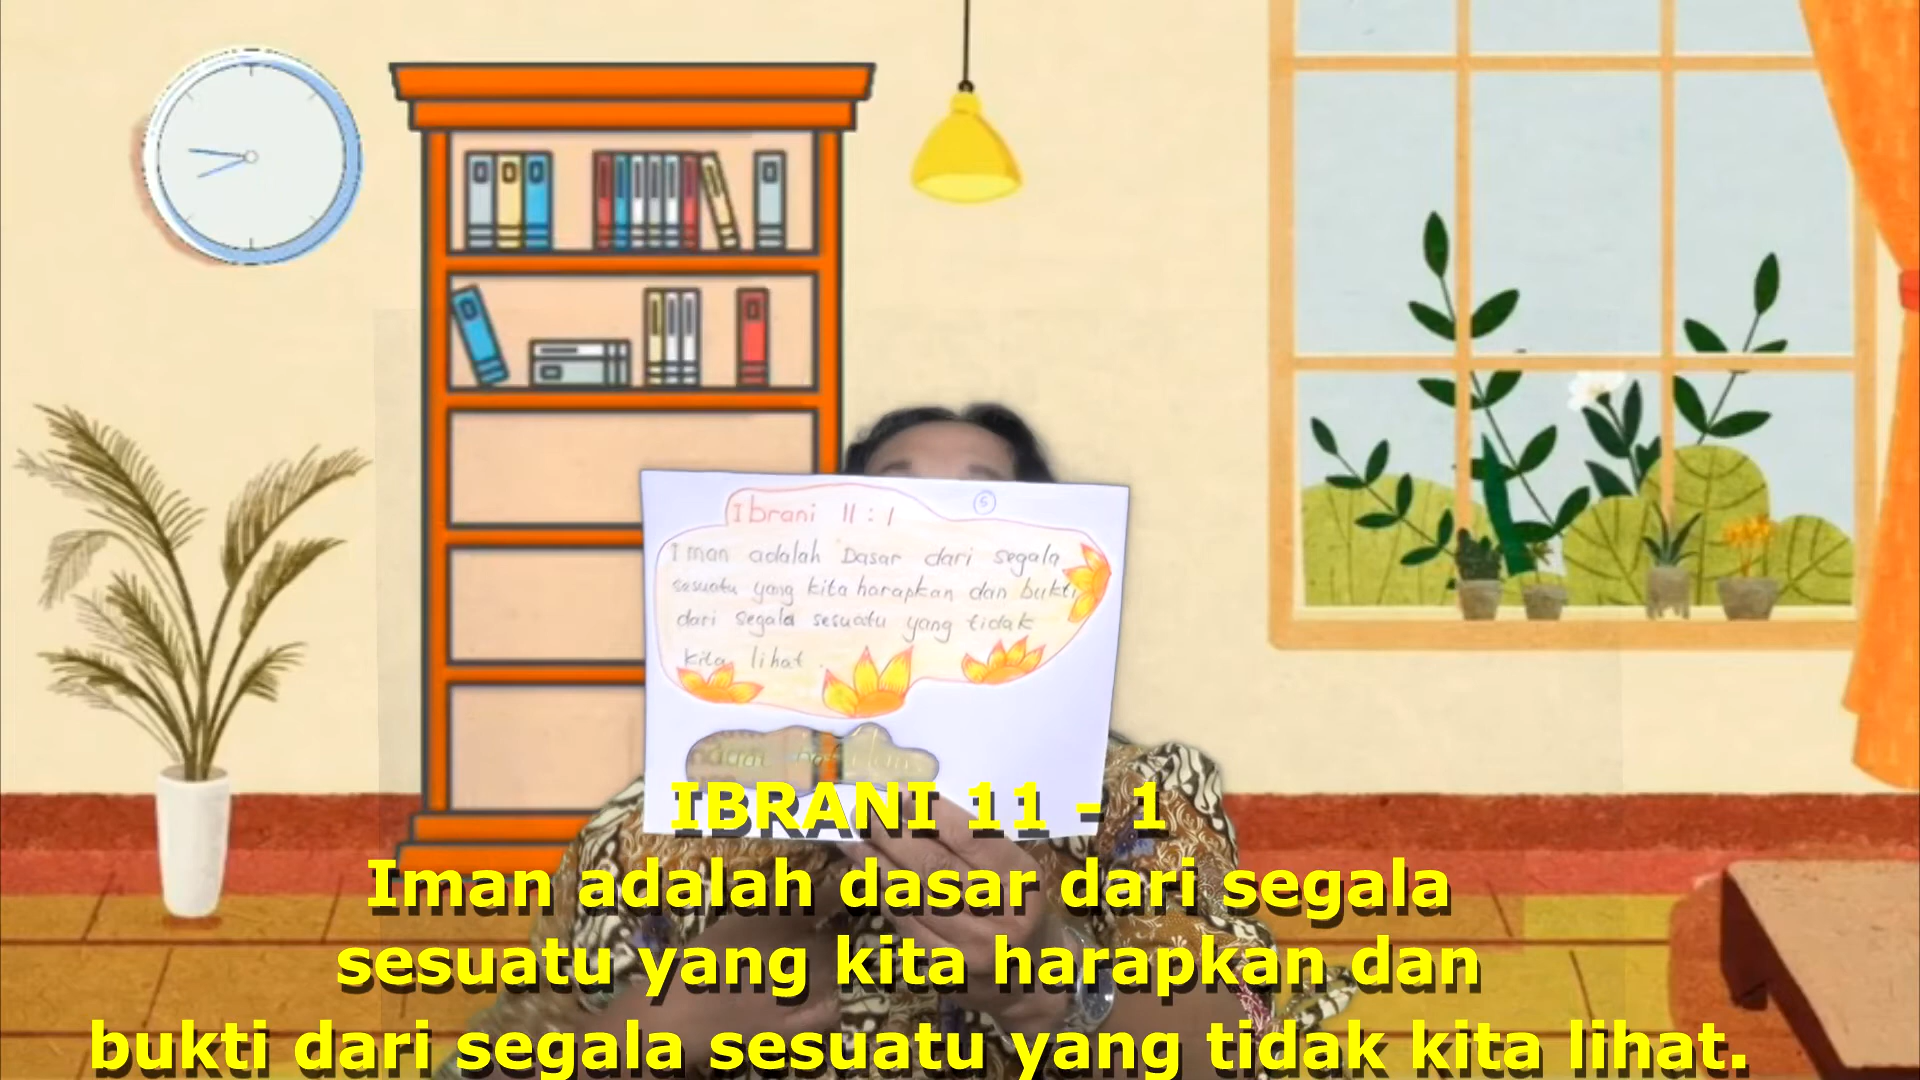 Ibrani 11 : 1
5
Iman adalah Dasar dari segala
sesuatu yang kita harapkan dan bukti
dari segala sesuatu yang tidak
kita lihat.
IBRANI 11 - 1
Iman adalah dasar dari segala
sesuatu yang kita harapkan dan
bukti dari segala sesuatu yang tidak kita lihat.